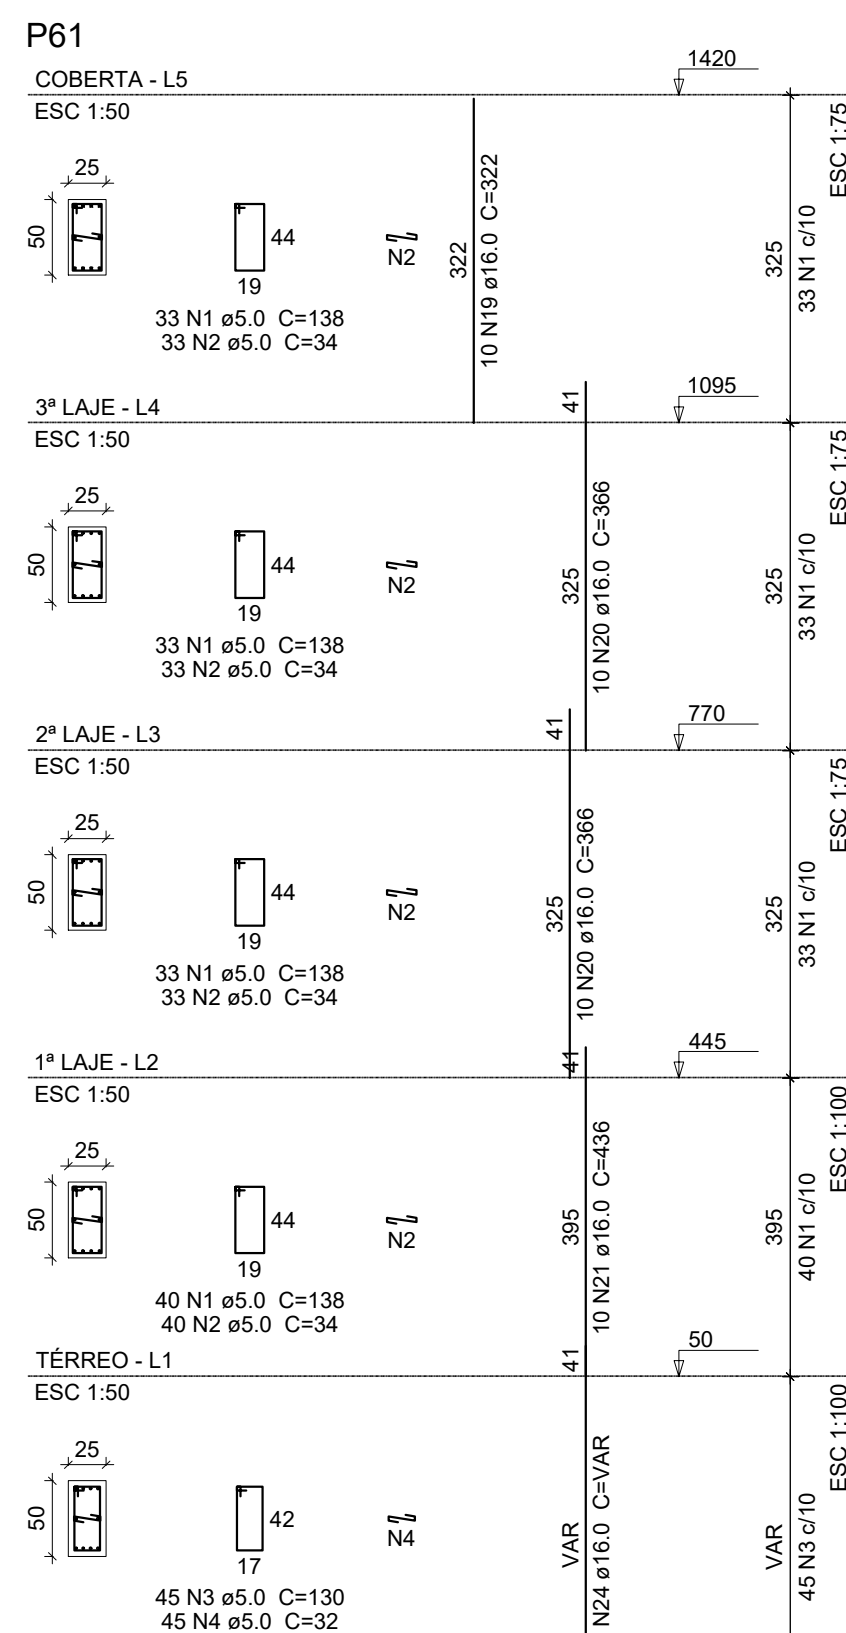 P61
COBERTA - L5
1420
ESC 1:50
ESC 1:75
25
50
44
19
N2
33 N1 ø5.0 C=138
33 N2 ø5.0 C=34
322
10 N19 ø16.0 C=322
325
33 N1 c/10
3ª LAJE - L4
41
1095
ESC 1:50
ESC 1:75
25
50
44
19
N2
33 N1 ø5.0 C=138
33 N2 ø5.0 C=34
325
10 N20 ø16.0 C=366
325
33 N1 c/10
2ª LAJE - L3
41
770
ESC 1:50
ESC 1:75
25
50
44
19
N2
33 N1 ø5.0 C=138
33 N2 ø5.0 C=34
325
10 N20 ø16.0 C=366
325
33 N1 c/10
1ª LAJE - L2
41
445
ESC 1:50
ESC 1:100
25
50
44
19
N2
40 N1 ø5.0 C=138
40 N2 ø5.0 C=34
395
10 N21 ø16.0 C=436
395
40 N1 c/10
TÉRREO - L1
41
50
ESC 1:50
ESC 1:100
25
50
42
17
N4
45 N3 ø5.0 C=130
45 N4 ø5.0 C=32
VAR
N24 ø16.0 C=VAR
VAR
45 N3 c/10